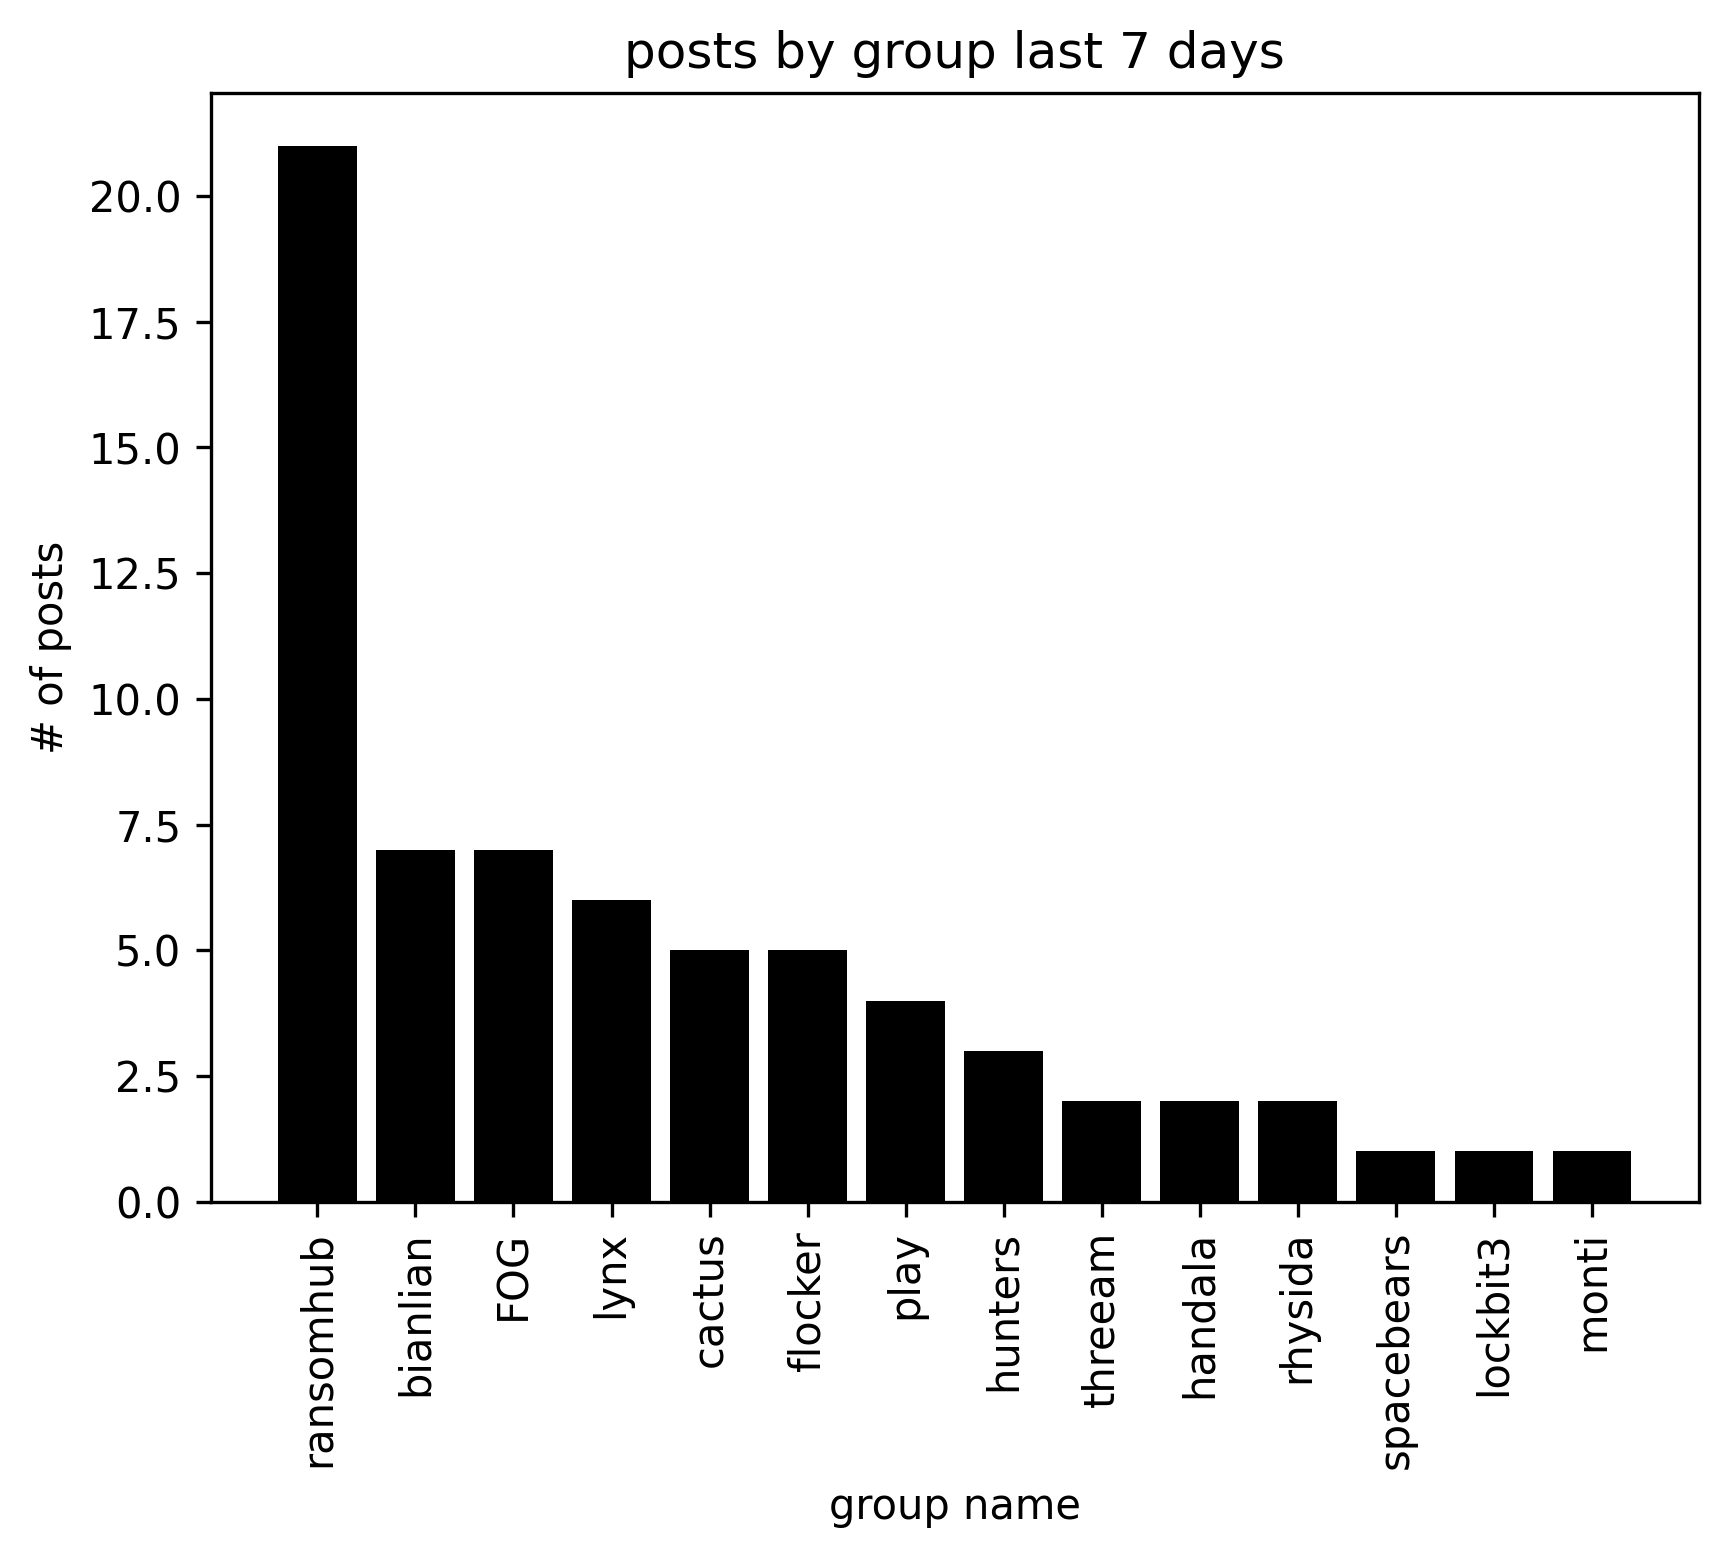 posts by group last 7 days
# of posts
20.0
17.5
15.0
12.5
10.0
7.5
5.0
2.5
0.0
ransomhub
bianlian
FOG
lynx
cactus
flocker
play
hunters
threeam
handala
rhysida
spacebears
lockbit3
monti
group name